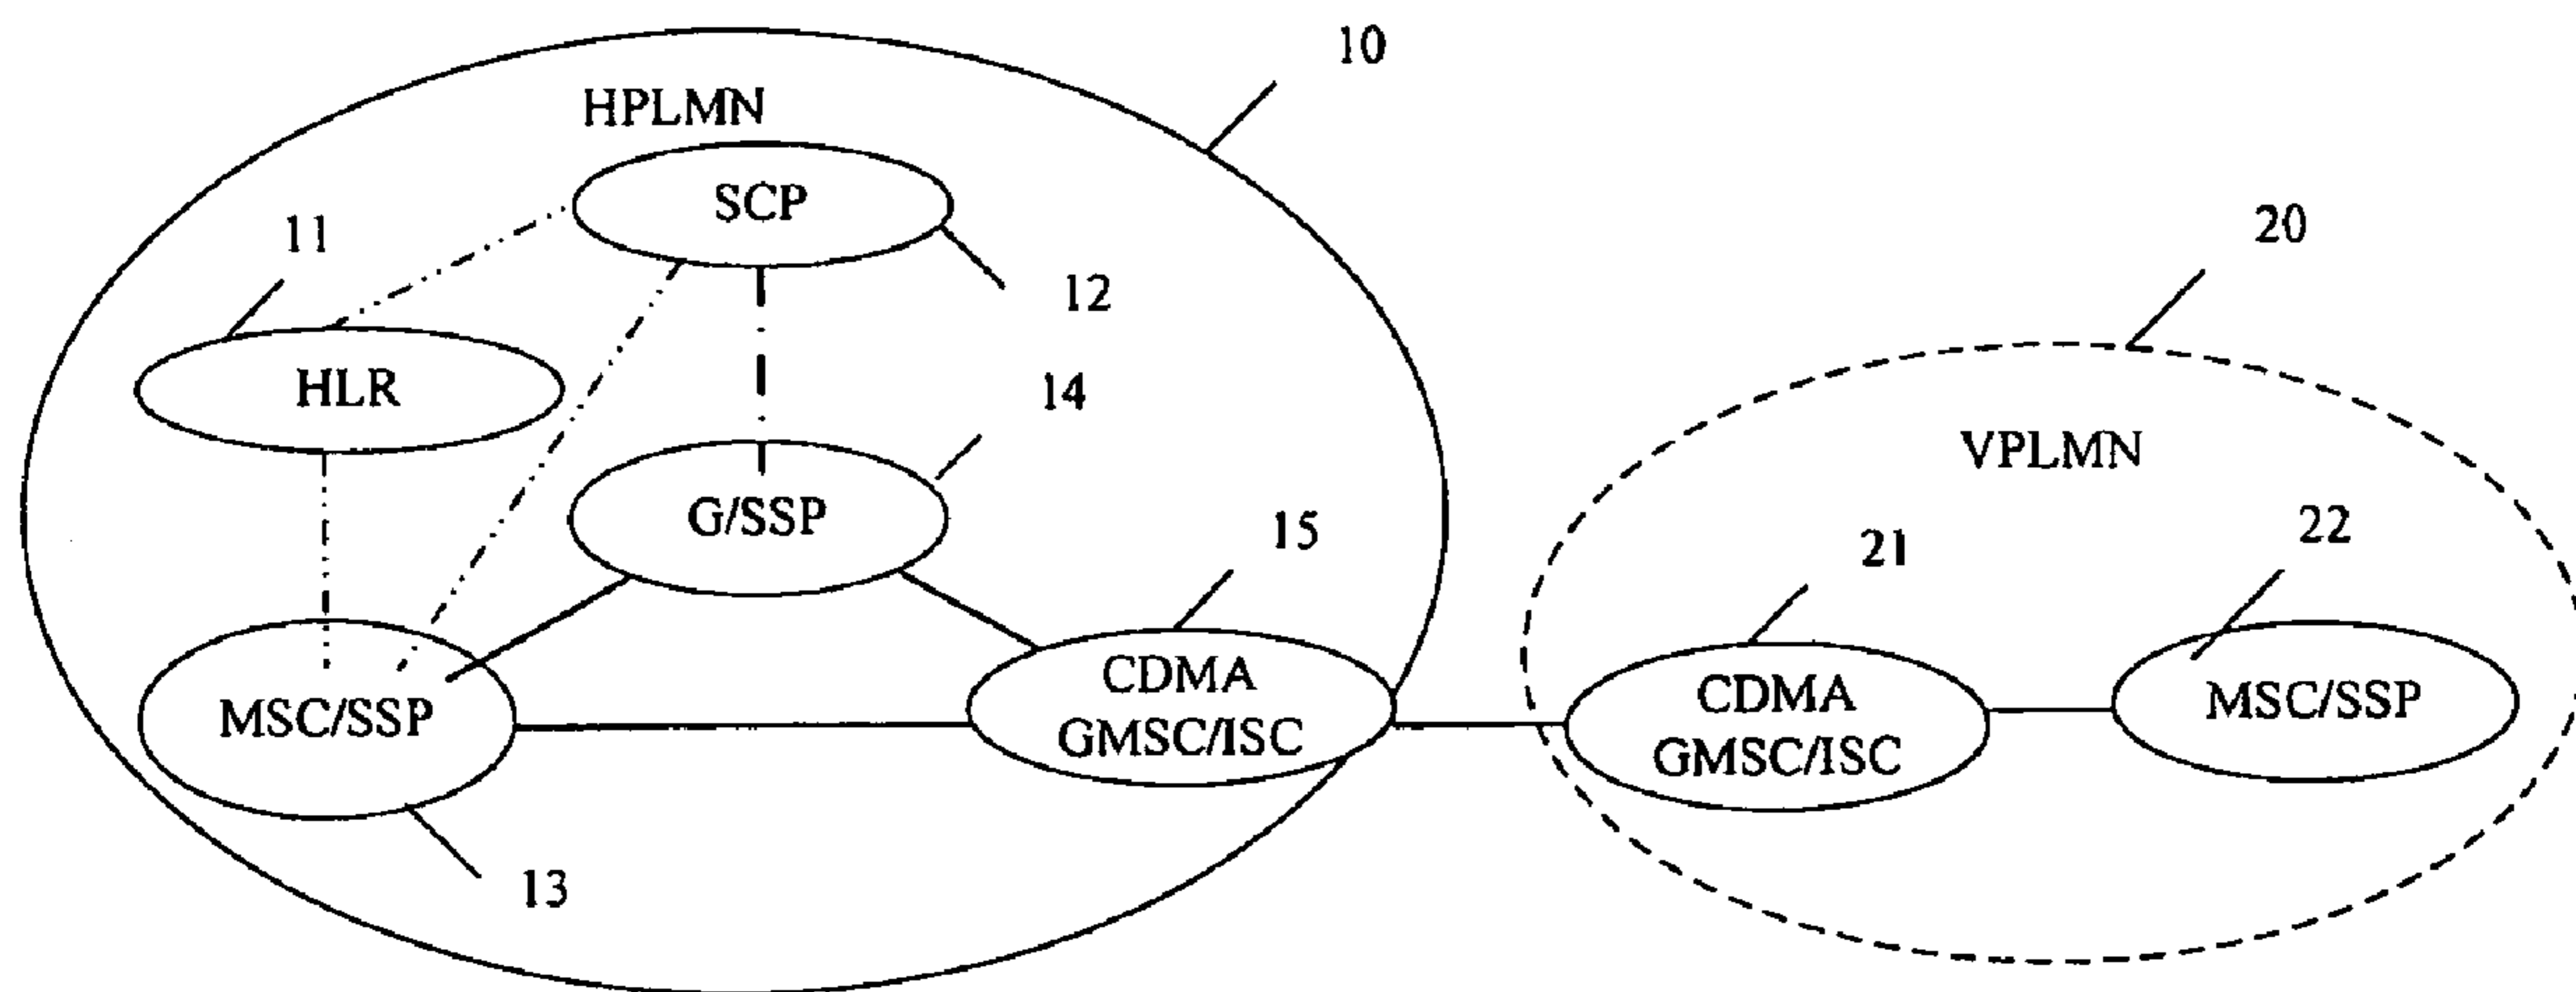 10
HPLMN
SCP
11
12
20
HLR
14
VPLMN
G/SSP
15
21
22
MSC/SSP
CDMA
GMSC/ISC
CDMA
GMSC/ISC
MSC/SSP
13